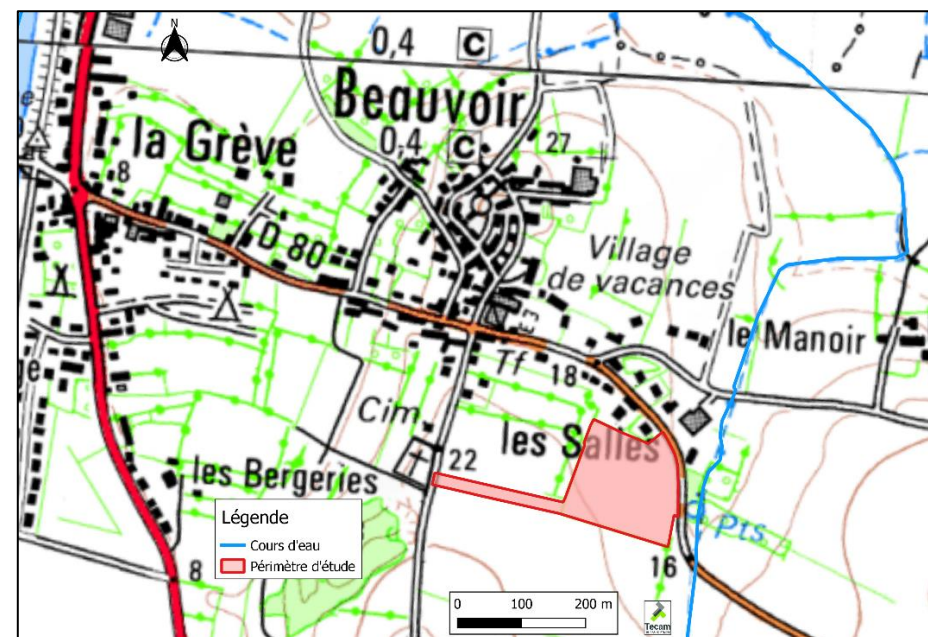 N
0,4
C
Beauvoir
0,4
C
27
la Grève
8
D 80
Village
de vacances
le Manoir
E 3
Tf
18
Cim
les Salles
22
les Bergeries
Pts
16
8
Légende
Cours d'eau
Périmètre d'étude
0 100 200 m
Tecam